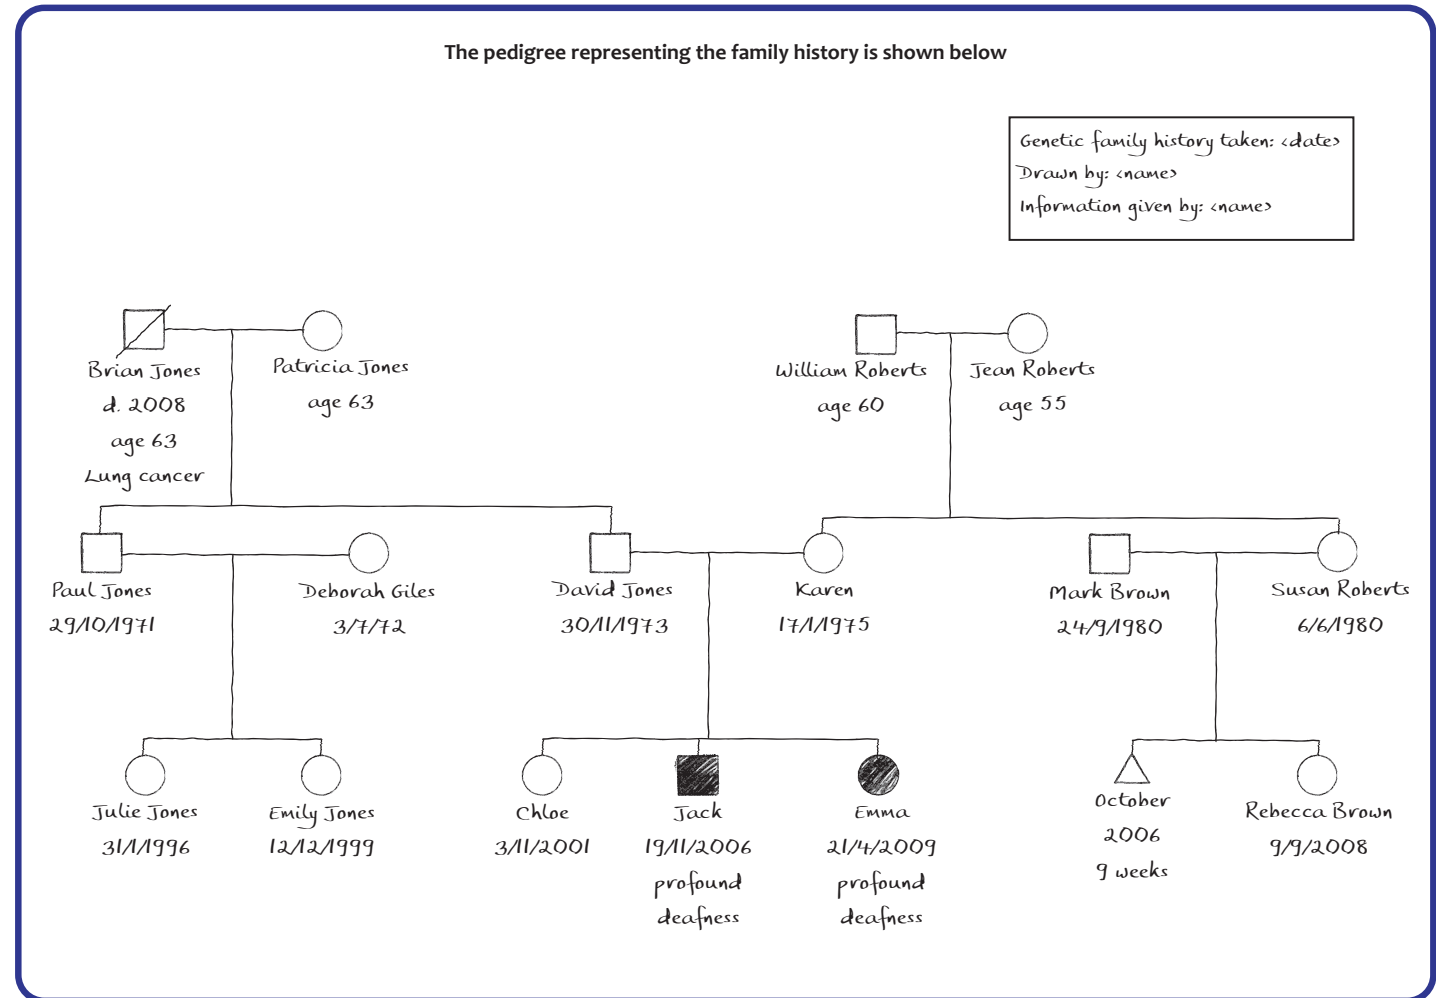 The pedigree representing the family history is shown below
Genetic family history taken: <date>
Drawn by: <name>
Information given by: <name>
Brian Jones
d. 2008
age 63
Lung cancer
Patricia Jones
age 63
William Roberts
age 60
Jean Roberts
age 55
Paul Jones
29/10/1971
Deborah Giles
3/7/72
David Jones
30/11/1973
Karen
17/1/1975
Mark Brown
24/9/1980
Susan Roberts
6/6/1980
Julie Jones
31/1/1996
Emily Jones
12/12/1999
Chloe
3/11/2001
Jack
19/11/2006
profound
deafness
Emma
21/4/2009
profound
deafness
October
2006
9 weeks
Rebecca Brown
9/9/2008